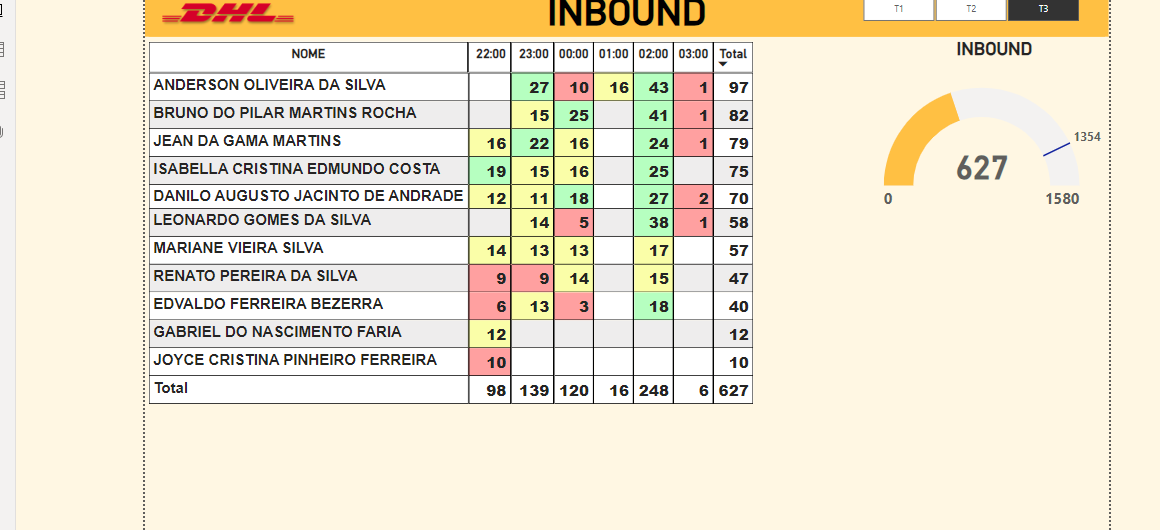 DHL
INBOUND
T1 T2 T3
NOME 22:00 23:00 00:00 01:00 02:00 03:00 Total
ANDERSON OLIVEIRA DA SILVA 27 10 16 43 1 97
BRUNO DO PILAR MARTINS ROCHA 15 25 41 1 82
JEAN DA GAMA MARTINS 16 22 16 24 1 79
ISABELLA CRISTINA EDMUNDO COSTA 19 15 16 25 75
DANILO AUGUSTO JACINTO DE ANDRADE 12 11 18 27 2 70
LEONARDO GOMES DA SILVA 14 5 38 1 58
MARIANE VIEIRA SILVA 14 13 13 17 57
RENATO PEREIRA DA SILVA 9 9 14 15 47
EDVALDO FERREIRA BEZERRA 6 13 3 18 40
GABRIEL DO NASCIMENTO FARIA 12 12
JOYCE CRISTINA PINHEIRO FERREIRA 10 10
Total 98 139 120 16 248 6 627
INBOUND
1354
627
0 1580